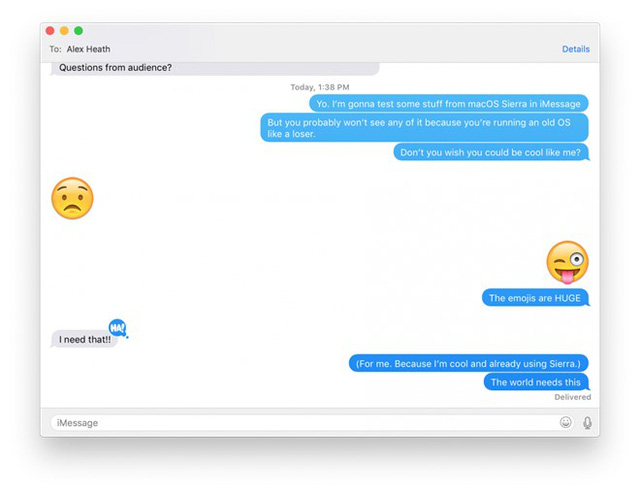 To: Alex Heath
Details
Questions from audience?
Today, 1:38 PM
Yo. I'm gonna test some stuff from macOS Sierra in iMessage
But you probably won't see any of it because you're running an old OS
like a loser.
Don't you wish you could be cool like me?
The emojis are HUGE
HA!
I need that!!
(For me. Because I'm cool and already using Sierra.)
The world needs this
Delivered
iMessage